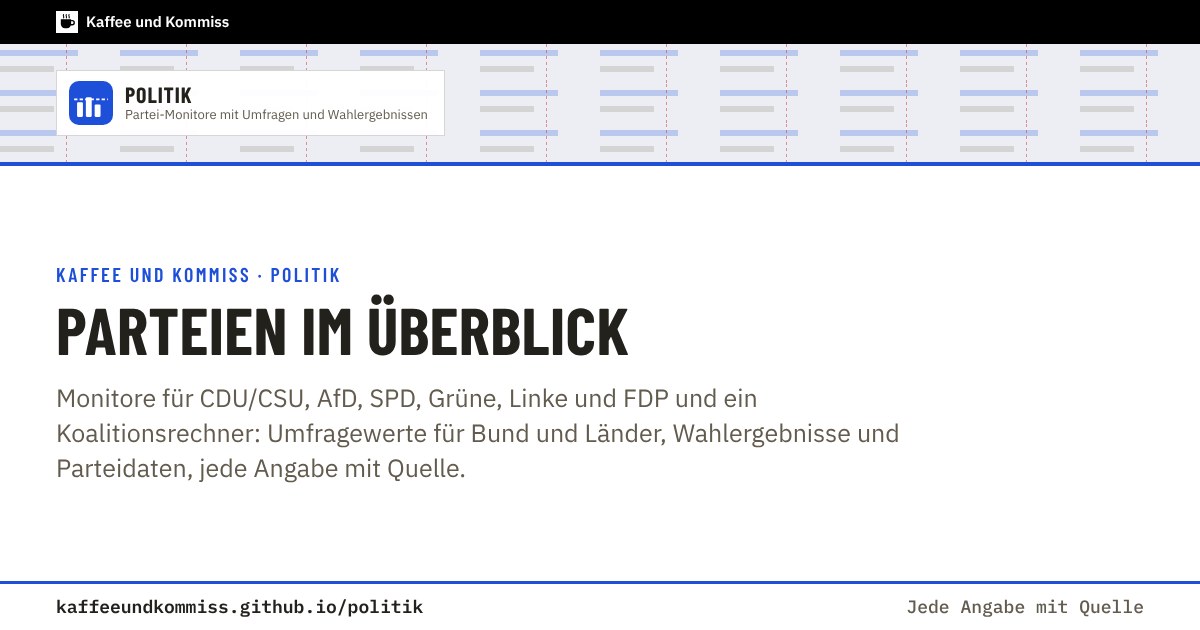 Kaffee und Kommiss
POLITIK
Partei-Monitore mit Umfragen und Wahlergebnissen
KAFFEE UND KOMMISS · POLITIK
PARTEIEN IM ÜBERBLICK
Monitore für CDU/CSU, AfD, SPD, Grüne, Linke und FDP und ein
Koalitionsrechner: Umfragewerte für Bund und Länder, Wahlergebnisse und
Parteidaten, jede Angabe mit Quelle.
kaffeeundkommiss.github.io/politik
Jede Angabe mit Quelle